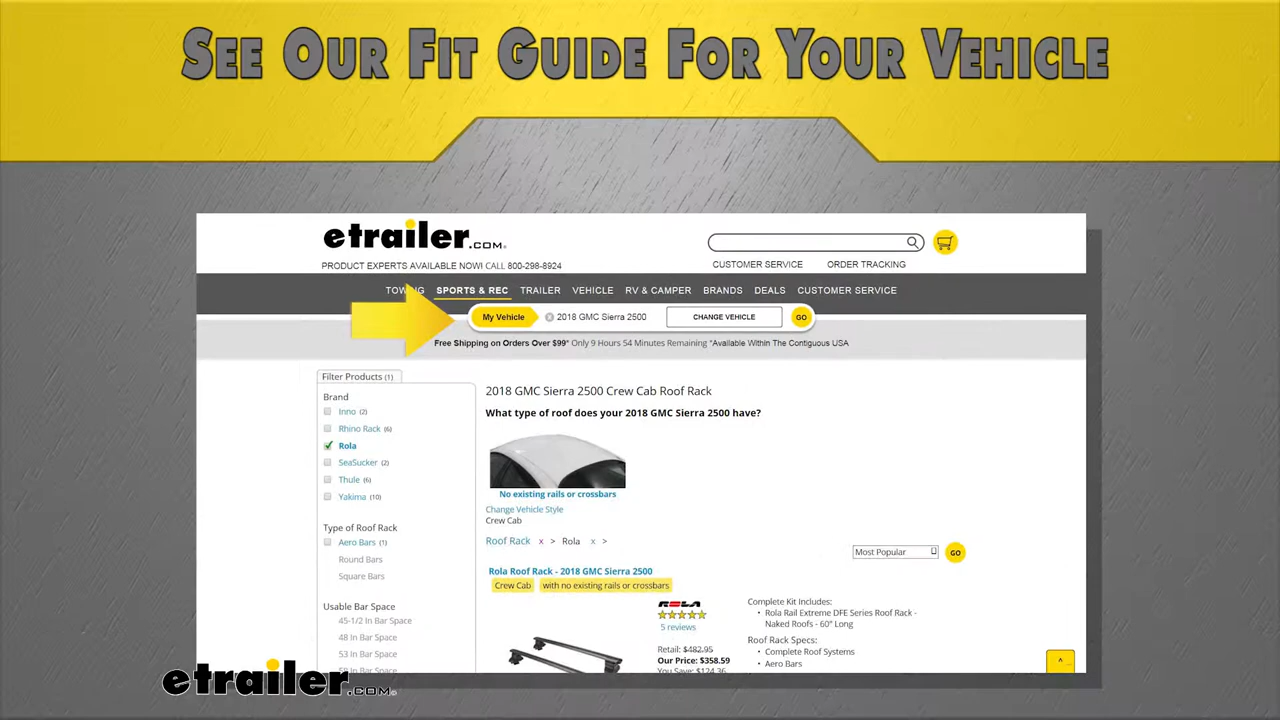 See Our Fit Guide For Your Vehicle
etrailer.com®
PRODUCT EXPERTS AVAILABLE NOW! CALL 800-298-8924
CUSTOMER SERVICE ORDER TRACKING
TOWING SPORTS & REC TRAILER VEHICLE RV & CAMPER BRANDS DEALS CUSTOMER SERVICE
My Vehicle 2018 GMC Sierra 2500 CHANGE VEHICLE GO
Free Shipping on Orders Over $99* Only 9 Hours 54 Minutes Remaining *Available Within The Contiguous USA
Filter Products (1)
Brand
Inno (2)
Rhino Rack (6)
Rola
SeaSucker (2)
Thule (6)
Yakima (10)
Type of Roof Rack
Aero Bars (1)
Round Bars
Square Bars
Usable Bar Space
45-1/2 In Bar Space
48 In Bar Space
53 In Bar Space
58 In Bar Space
2018 GMC Sierra 2500 Crew Cab Roof Rack
What type of roof does your 2018 GMC Sierra 2500 have?
No existing rails or crossbars
Change Vehicle Style
Crew Cab
Roof Rack x > Rola x >
Most Popular GO
Rola Roof Rack - 2018 GMC Sierra 2500
Crew Cab with no existing rails or crossbars
ROLA
5 reviews
Retail: $482.95
Our Price: $358.59
You Save: $124.36
Complete Kit Includes:
• Rola Rail Extreme DFE Series Roof Rack -
Naked Roofs - 60" Long
Roof Rack Specs:
• Complete Roof Systems
• Aero Bars
etrailer.com®